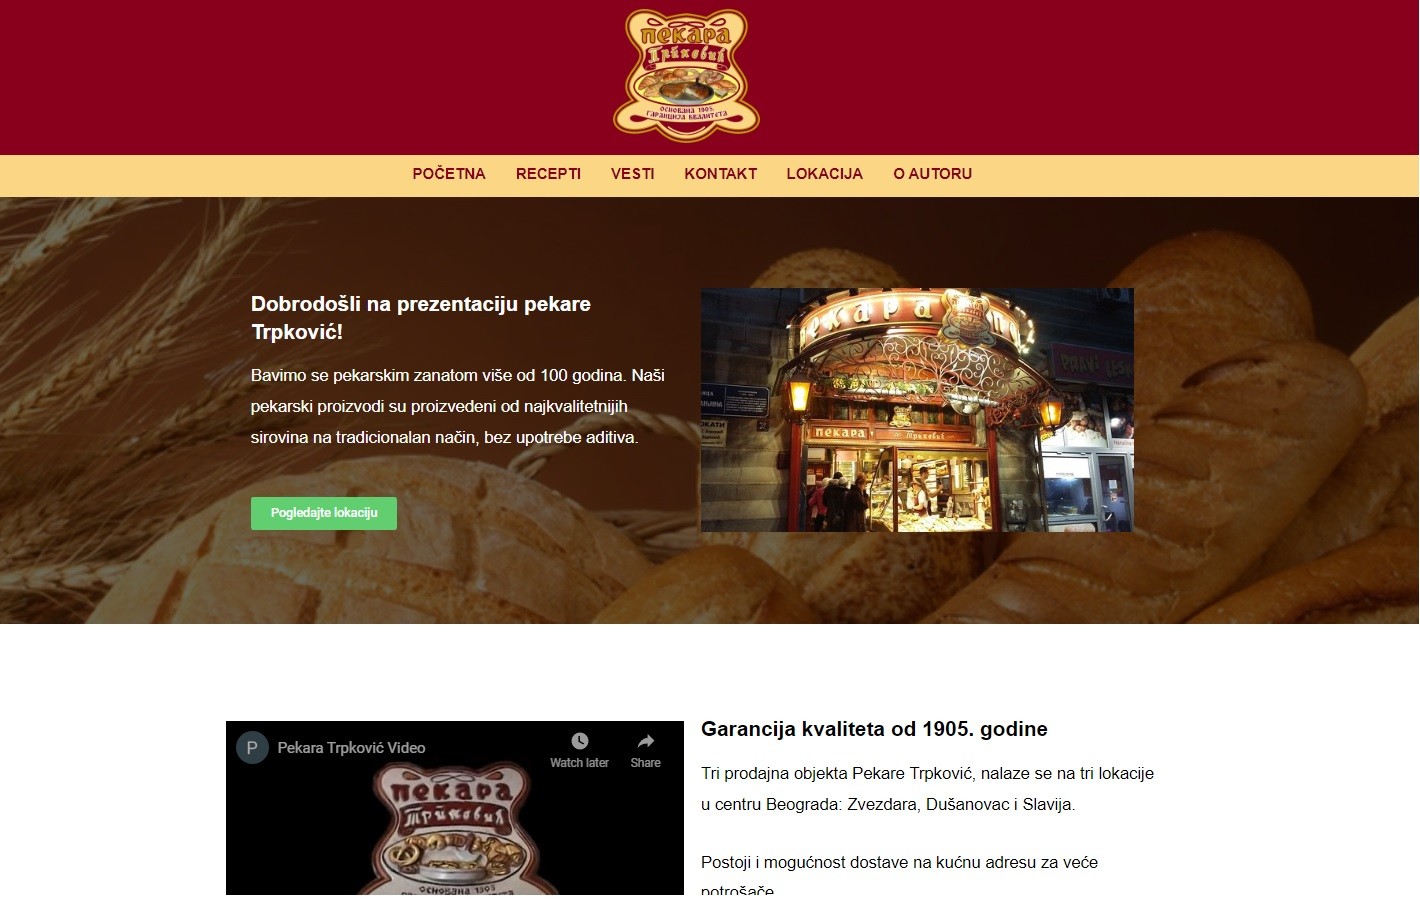 ПЕКАРА
Трпковић
ОСНОВАНА 1905.
ГАРАНЦИЈА КВАЛИТЕТА
POČETNA RECEPTI VESTI KONTAKT LOKACIJA O AUTORU
Dobrodošli na prezentaciju pekare
Trpković!
Bavimo se pekarskim zanatom više od 100 godina. Naši
pekarski proizvodi su proizvedeni od najkvalitetnijih
sirovina na tradicionalan način, bez upotrebe aditiva.
Pogledajte lokaciju
пекара
пекара Трпковић
Garancija kvaliteta od 1905. godine
Tri prodajna objekta Pekare Trpković, nalaze se na tri lokacije
u centru Beograda: Zvezdara, Dušanovac i Slavija.
Postoji i mogućnost dostave na kućnu adresu za veće
potrošače
P Pekara Trpković Video
Watch later Share
ПЕКАРА
Трпковић
ОСНОВАНА 1905